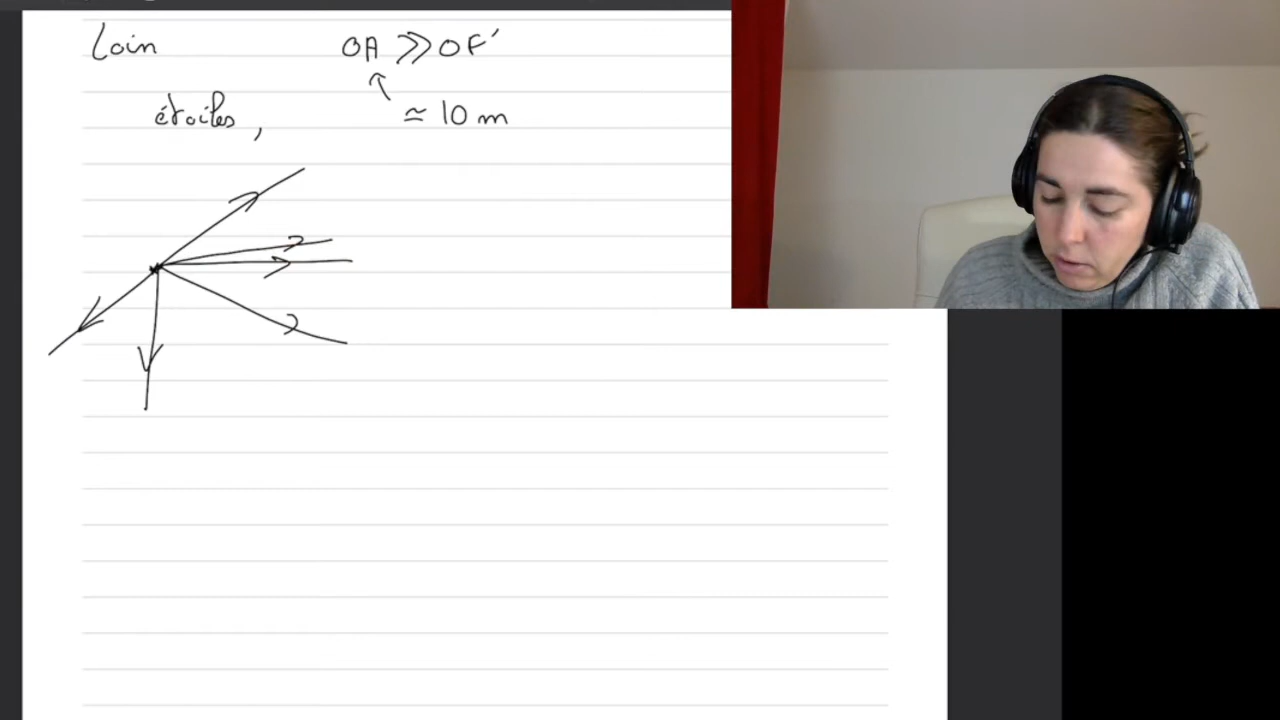 Loin OA >> OF'
étoiles, ≃ 10 m